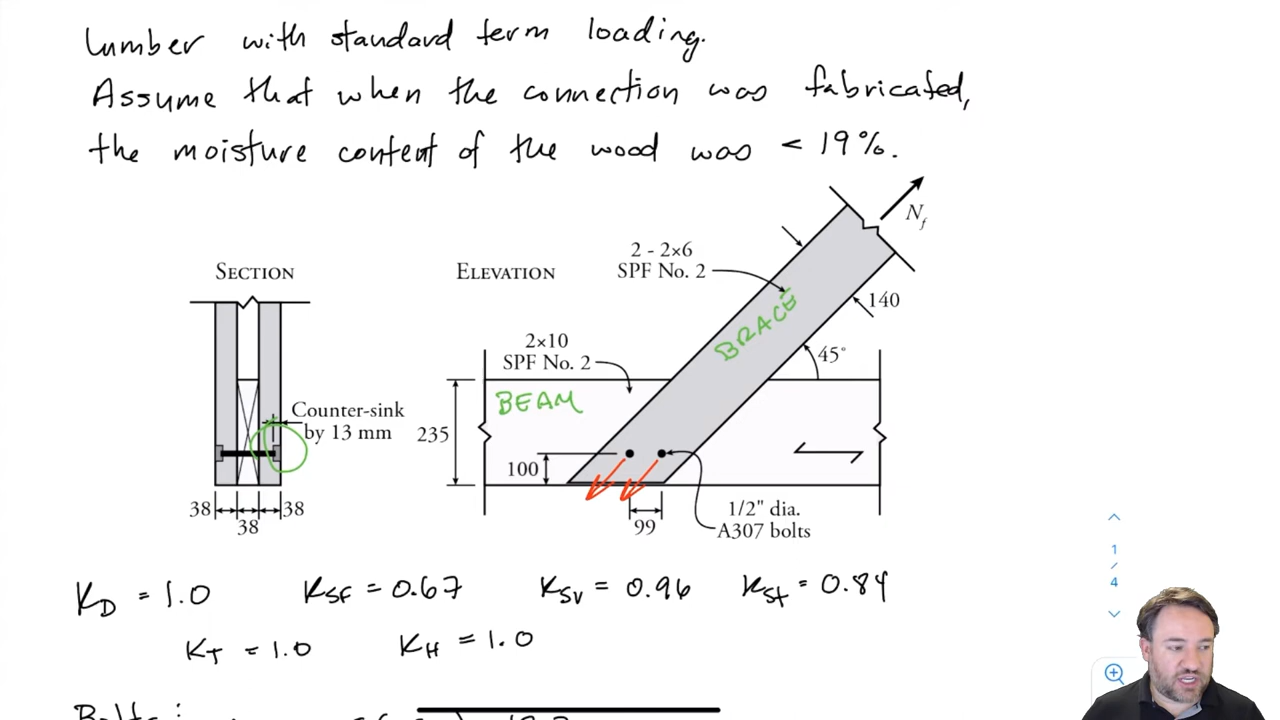 Lumber with standard term loading.
Assume that when the connection was fabricated,
the moisture content of the wood was < 19%.
N_f
2 - 2×6
SPF No. 2
SECTION
ELEVATION
140
BRACE
2×10
SPF No. 2
45°
BEAM
Counter-sink
by 13 mm
235
100
38
38
38
99
1/2" dia.
A307 bolts
1
/
4
K_D = 1.0 K_SF = 0.67 K_Sv = 0.96 K_St = 0.84
K_T = 1.0 K_H = 1.0
Bolts: